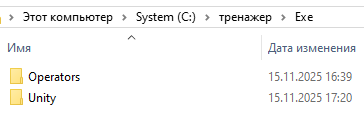 Этот компьютер > System (C:) > тренажер > Exe
Имя Дата изменения
Operators 15.11.2025 16:39
Unity 15.11.2025 17:20